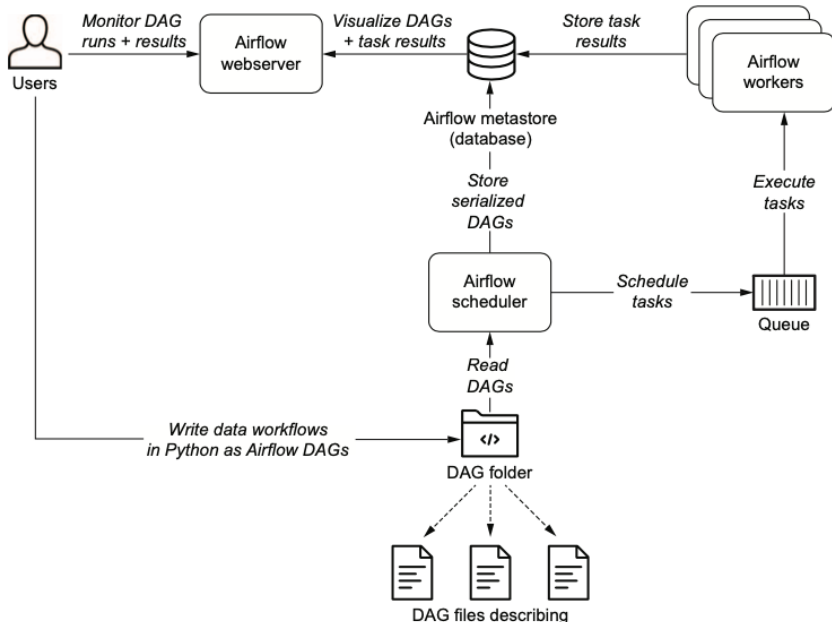 Monitor DAG
runs + results
Visualize DAGs
+ task results
Store task
results
Airflow
webserver
Airflow
workers
Users
Airflow metastore
(database)
Store
serialized
DAGs
Execute
tasks
Airflow
scheduler
Schedule
tasks
Queue
Read
DAGs
Write data workflows
in Python as Airflow DAGs
</>
DAG folder
DAG files describing